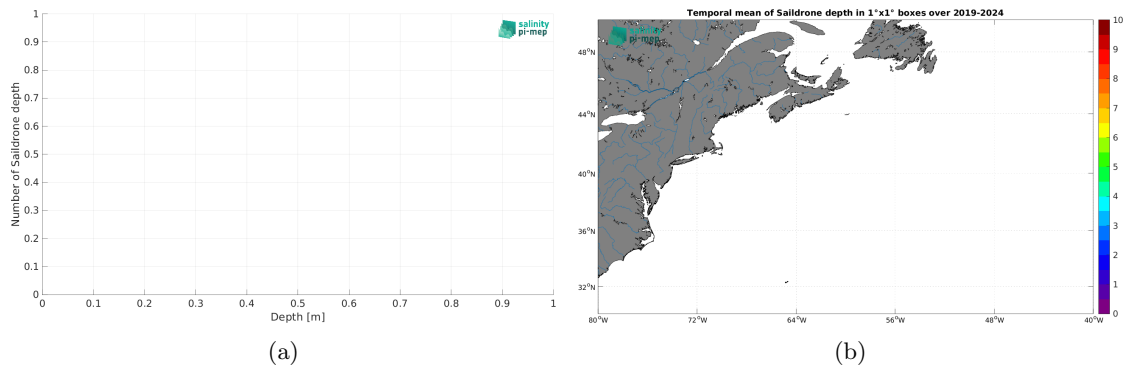 1
0.9
0.8
0.7
0.6
0.5
0.4
0.3
0.2
0.1
0
Number of Saildrone depth
0 0.1 0.2 0.3 0.4 0.5 0.6 0.7 0.8 0.9 1
Depth [m]
salinity
pi-mep
(a)
Temporal mean of Saildrone depth in 1°x1° boxes over 2019-2024
48°N
44°N
40°N
36°N
32°N
80°W 72°W 64°W 56°W 48°W 40°W
10
9
8
7
6
5
4
3
2
1
0
(b)